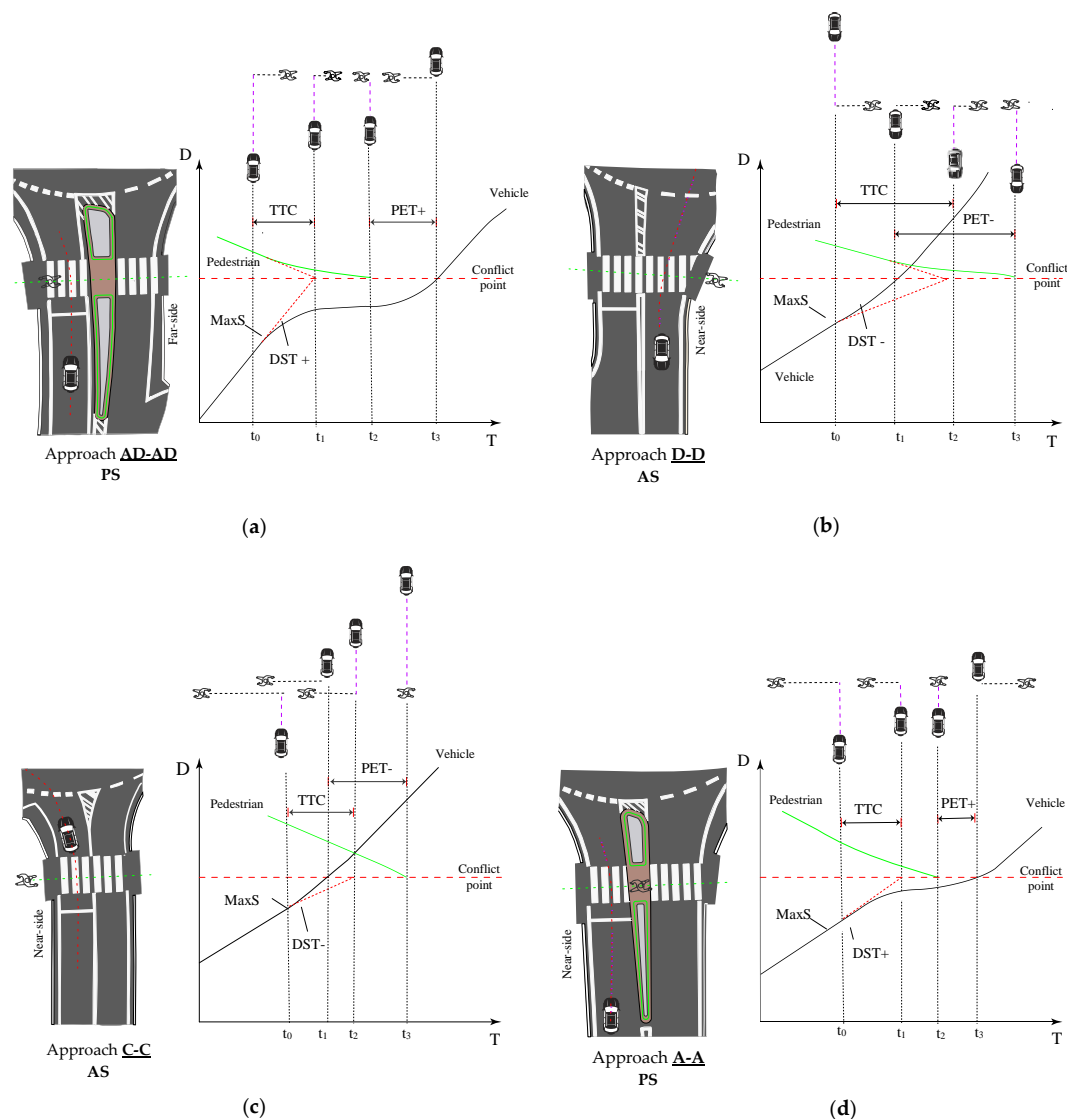 D
TTC
PET+
Vehicle
Pedestrian
Conflict
point
MaxS
DST +
Far-side
t0
t1
t2
t3
T
Approach AD-AD
PS
(a)
D
TTC
PET-
Pedestrian
Conflict
point
MaxS
DST -
Near-side
Vehicle
t0
t1
t2
t3
T
Approach D-D
AS
(b)
D
Vehicle
PET-
TTC
Pedestrian
Conflict
point
MaxS
DST-
Near-side
t0
t1
t2
t3
T
Approach C-C
AS
(c)
D
Pedestrian
TTC
PET+
Vehicle
Conflict
point
MaxS
DST+
Near-side
t0
t1
t2
t3
T
Approach A-A
PS
(d)